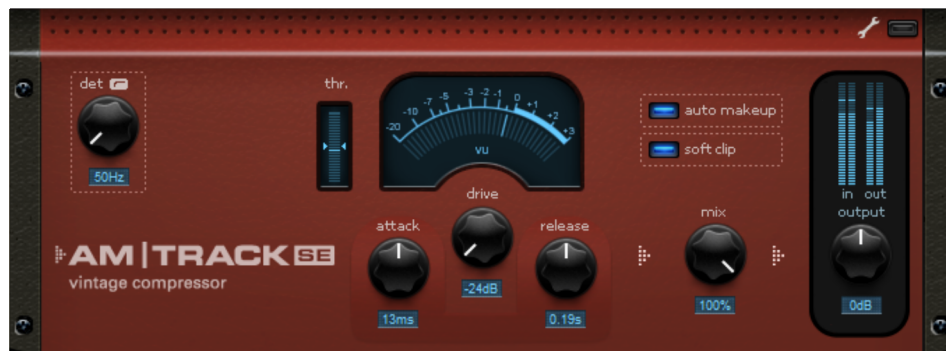 det
thr.
-20 -10 -7 -5 -3 -2 -1 0 +1 +2 +3
vu
auto makeup
soft clip
50Hz
in out
drive
mix
output
attack
release
AM|TRACK SE
vintage compressor
-24dB
100%
0dB
13ms
0.19s